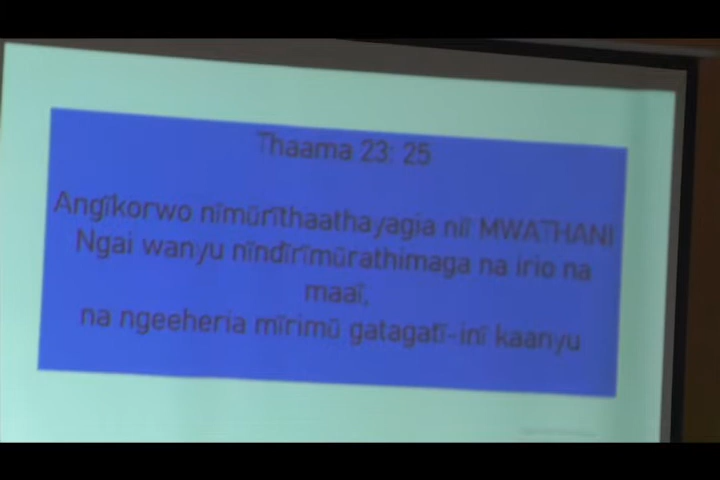 Thaama 23: 25
Angĩkorwo nĩmũrĩthaathayagia niĩ MWATHANI
Ngai wanyu nĩndĩrĩmũrathimaga na irio na
maaĩ,
na ngeeheria mĩrimũ gatagatĩ-inĩ kaanyu